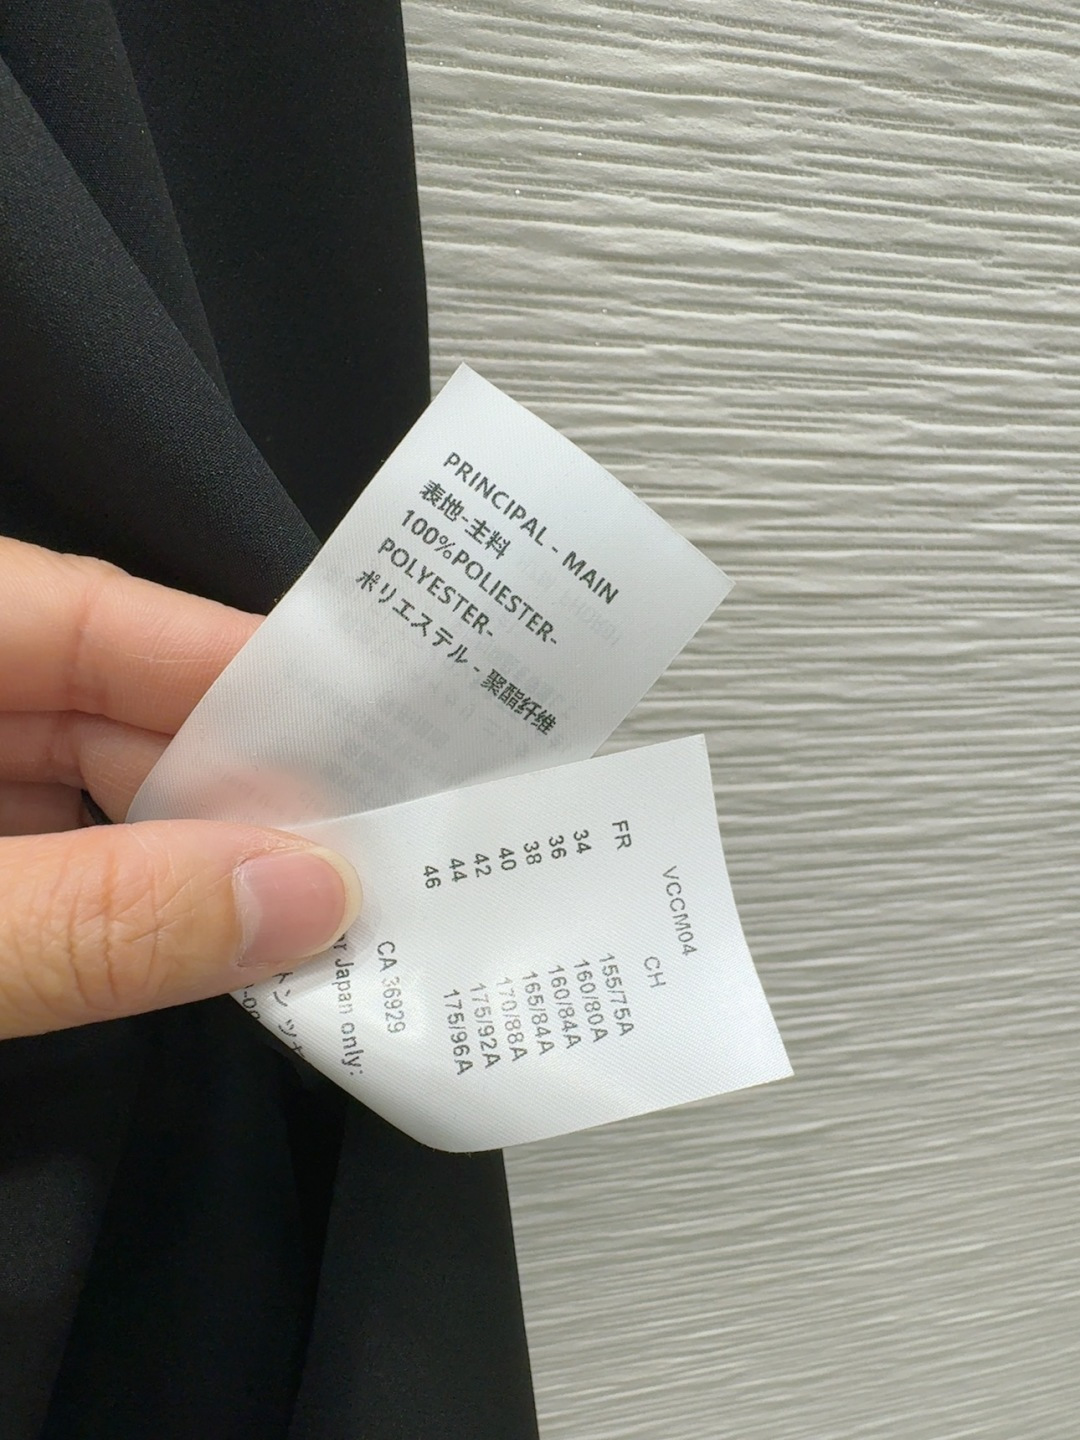 PRINCIPAL - MAIN
表地-主料
100%POLIESTER-
POLYESTER-
ポリエステル - 聚酯纤维
VCCM04
FR CH
34 155/75A
36 160/80A
38 160/84A
40 165/84A
42 170/88A
44 175/92A
46 175/96A
CA 36929
Japan only: